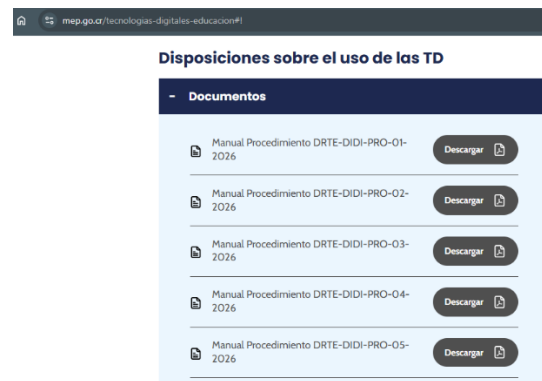 mep.go.cr/tecnologias-digitales-educacion#!
Disposiciones sobre el uso de las TD
- Documentos
Manual Procedimiento DRTE-DIDI-PRO-01-
2026
Descargar
Manual Procedimiento DRTE-DIDI-PRO-02-
2026
Descargar
Manual Procedimiento DRTE-DIDI-PRO-03-
2026
Descargar
Manual Procedimiento DRTE-DIDI-PRO-04-
2026
Descargar
Manual Procedimiento DRTE-DIDI-PRO-05-
2026
Descargar